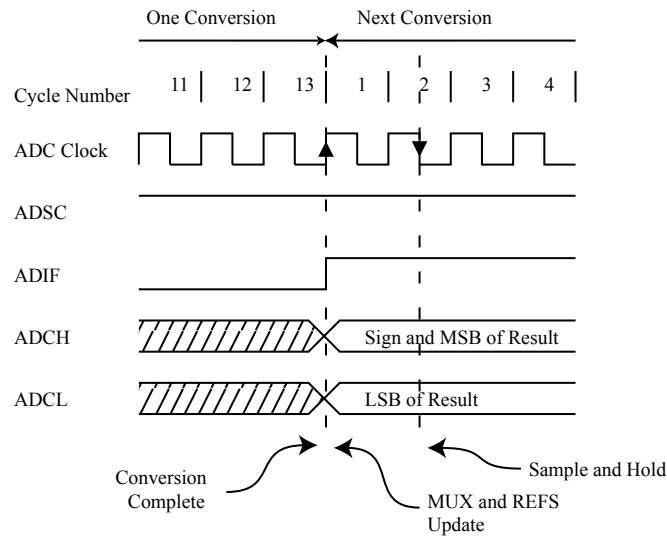 One Conversion Next Conversion
Cycle Number 11 12 13 1 2 3 4
ADC Clock
ADSC
ADIF
ADCH Sign and MSB of Result
ADCL LSB of Result
Conversion
Complete
MUX and REFS
Update
Sample and Hold